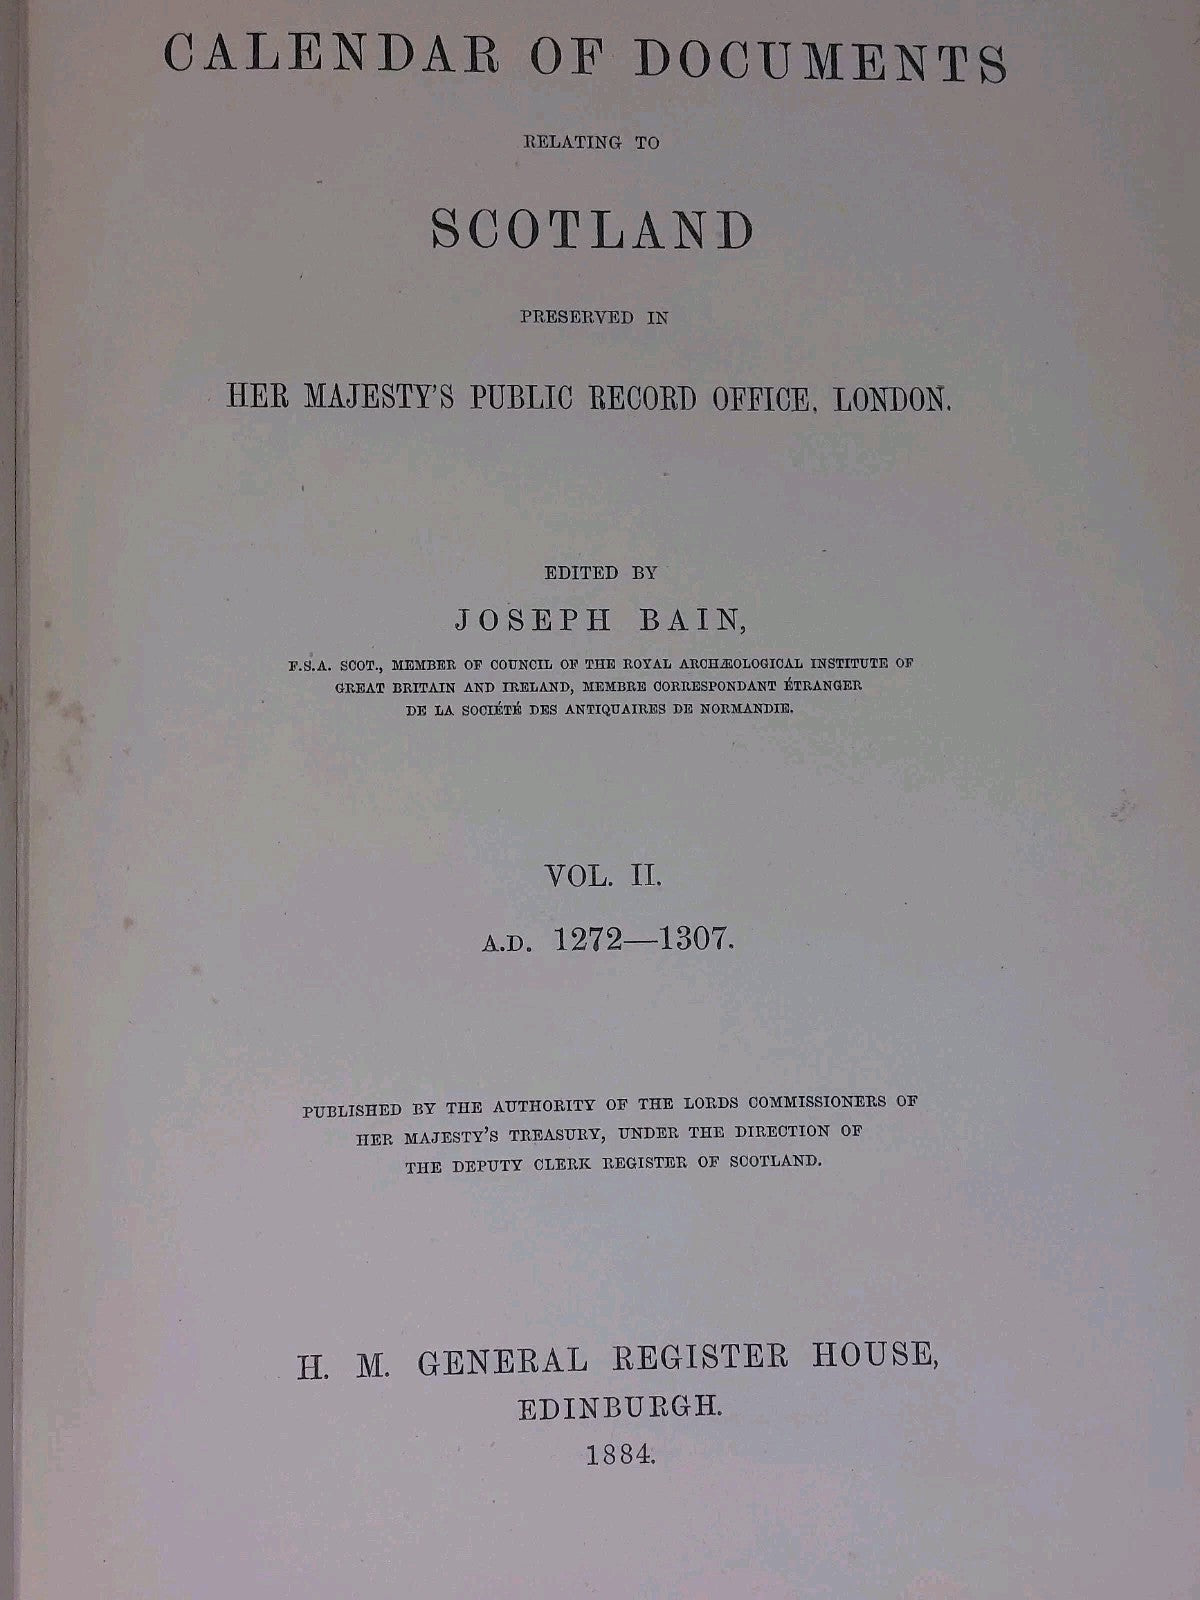 CALENDAR OF DOCUMENTS
RELATING TO
SCOTLAND
PRESERVED IN
HER MAJESTY'S PUBLIC RECORD OFFICE, LONDON.
EDITED BY
JOSEPH BAIN,
F.S.A. SCOT., MEMBER OF COUNCIL OF THE ROYAL ARCHÆOLOGICAL INSTITUTE OF
GREAT BRITAIN AND IRELAND, MEMBRE CORRESPONDANT ÉTRANGER
DE LA SOCIÉTÉ DES ANTIQUAIRES DE NORMANDIE.
VOL. II.
A.D. 1272—1307.
PUBLISHED BY THE AUTHORITY OF THE LORDS COMMISSIONERS OF
HER MAJESTY'S TREASURY, UNDER THE DIRECTION OF
THE DEPUTY CLERK REGISTER OF SCOTLAND.
H. M. GENERAL REGISTER HOUSE,
EDINBURGH.
1884.